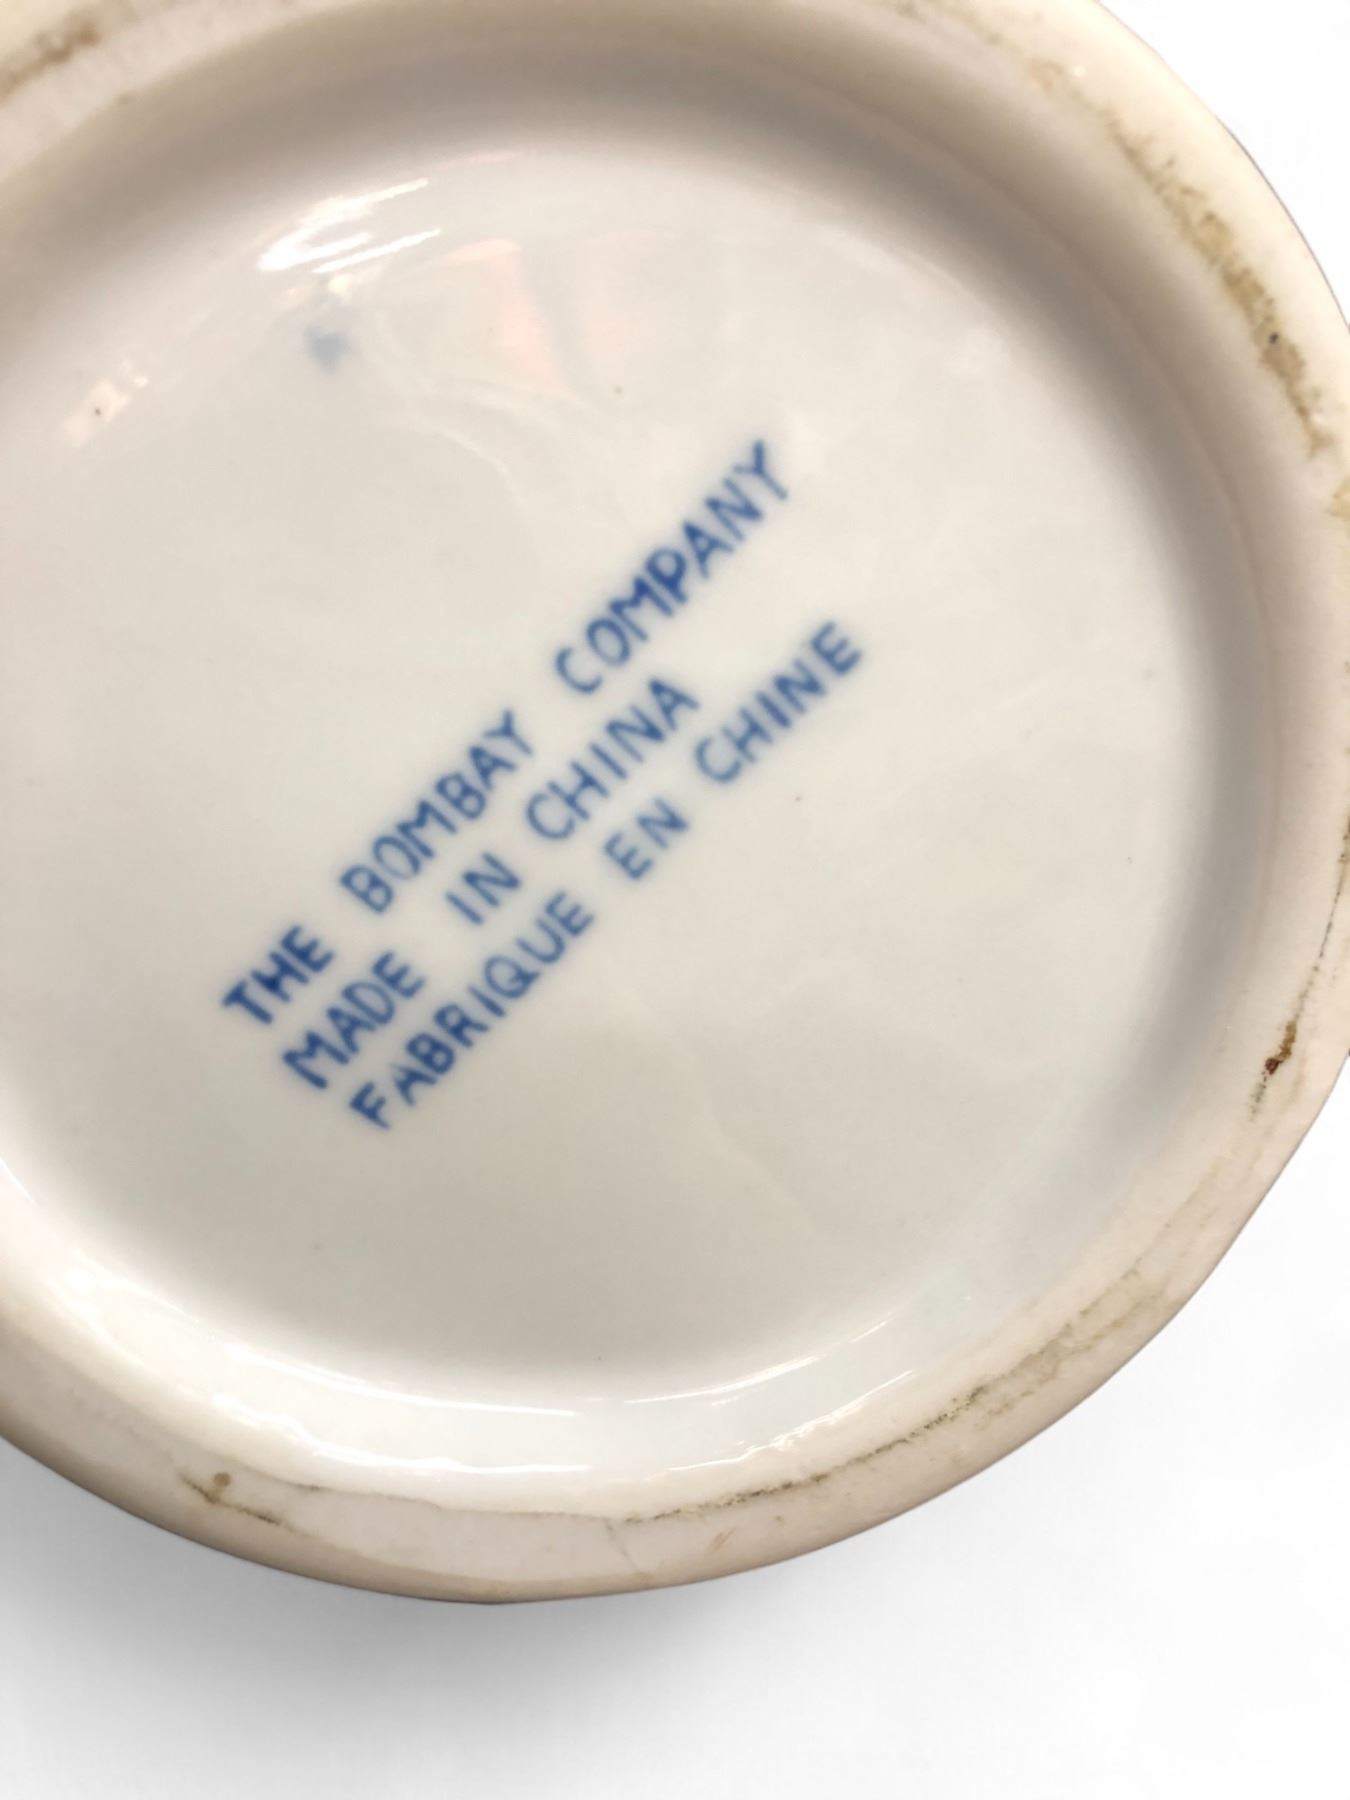 THE BOMBAY COMPANY
MADE IN CHINA
FABRIQUE EN CHINE